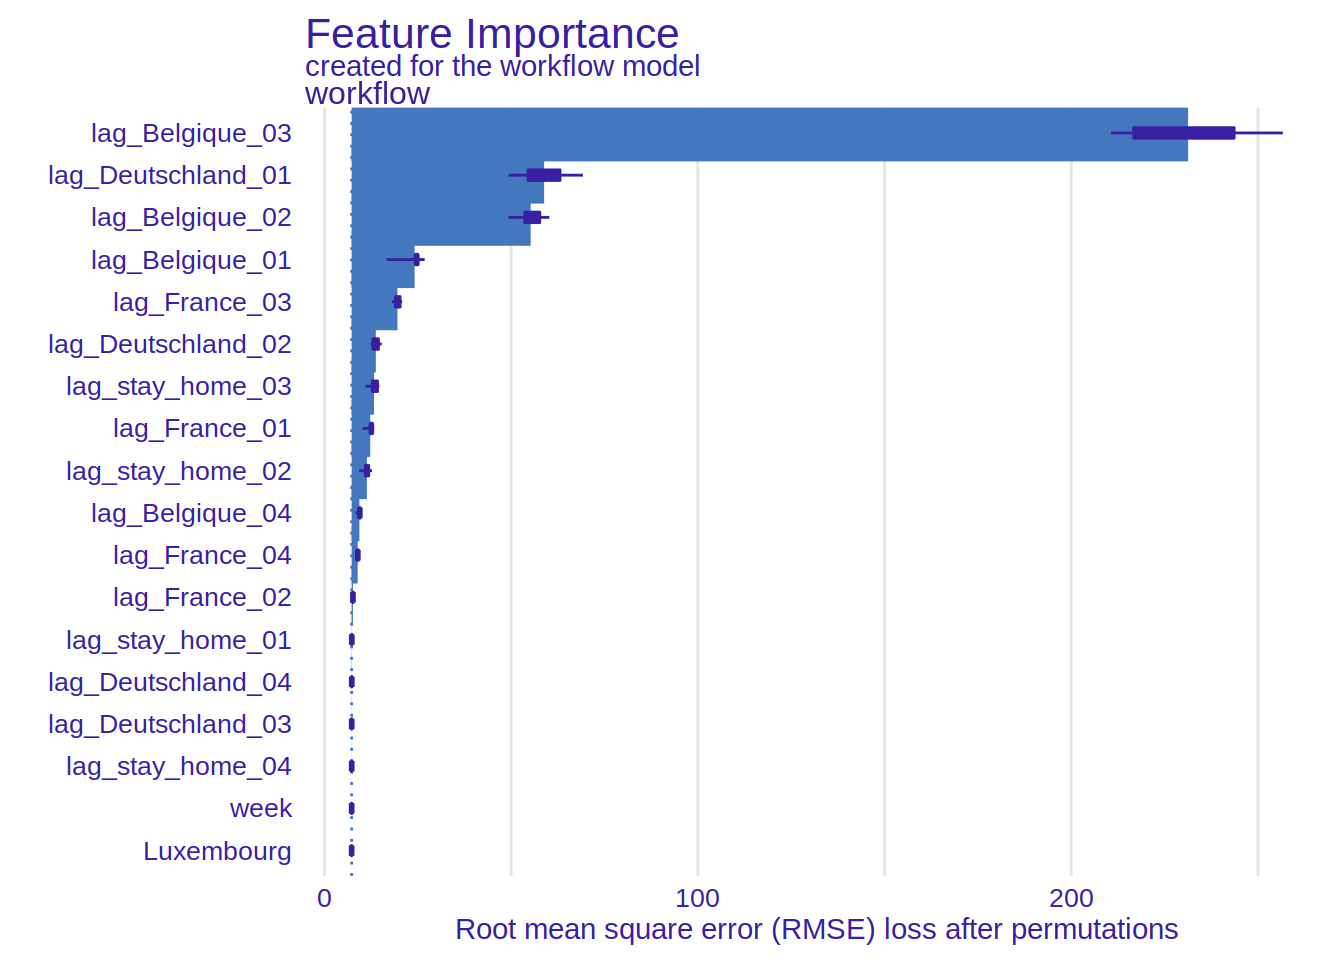 Feature Importance
created for the workflow model
workflow
lag_Belgique_03
lag_Deutschland_01
lag_Belgique_02
lag_Belgique_01
lag_France_03
lag_Deutschland_02
lag_stay_home_03
lag_France_01
lag_stay_home_02
lag_Belgique_04
lag_France_04
lag_France_02
lag_stay_home_01
lag_Deutschland_04
lag_Deutschland_03
lag_stay_home_04
week
Luxembourg
0 100 200
Root mean square error (RMSE) loss after permutations